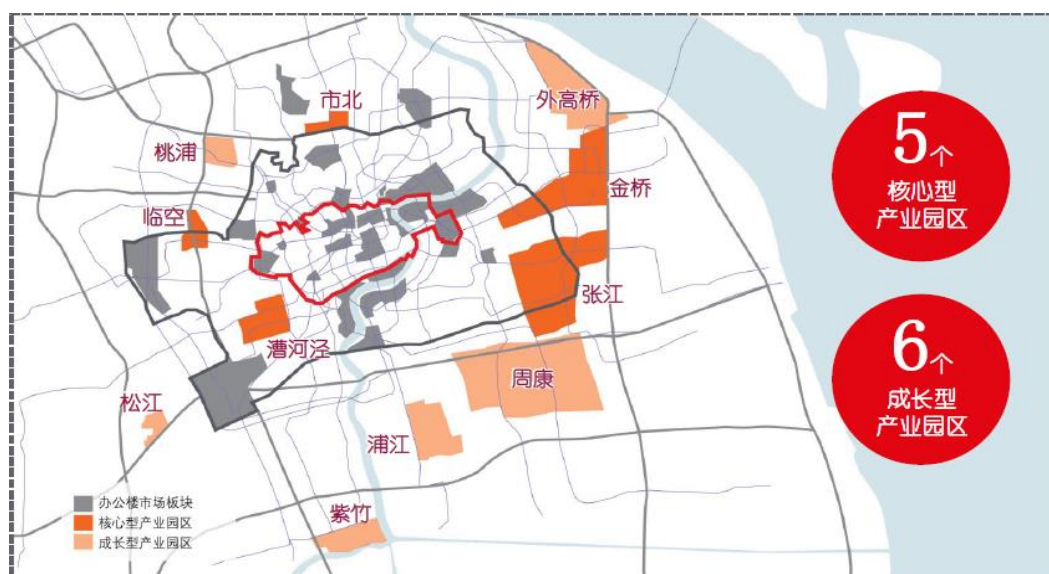 市北
外高桥
桃浦
金桥
临空
张江
漕河泾
周康
松江
浦江
紫竹
办公楼市场板块
核心型产业园区
成长型产业园区
5个
核心型
产业园区
6个
成长型
产业园区